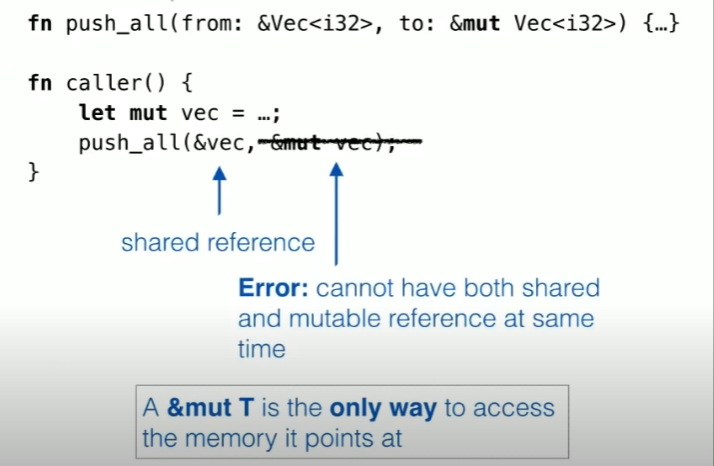 fn push_all(from: &Vec<i32>, to: &mut Vec<i32>) {…}
fn caller() {
let mut vec = …;
push_all(&vec, &mut vec);
}
shared reference
Error: cannot have both shared
and mutable reference at same
time
A &mut T is the only way to access
the memory it points at